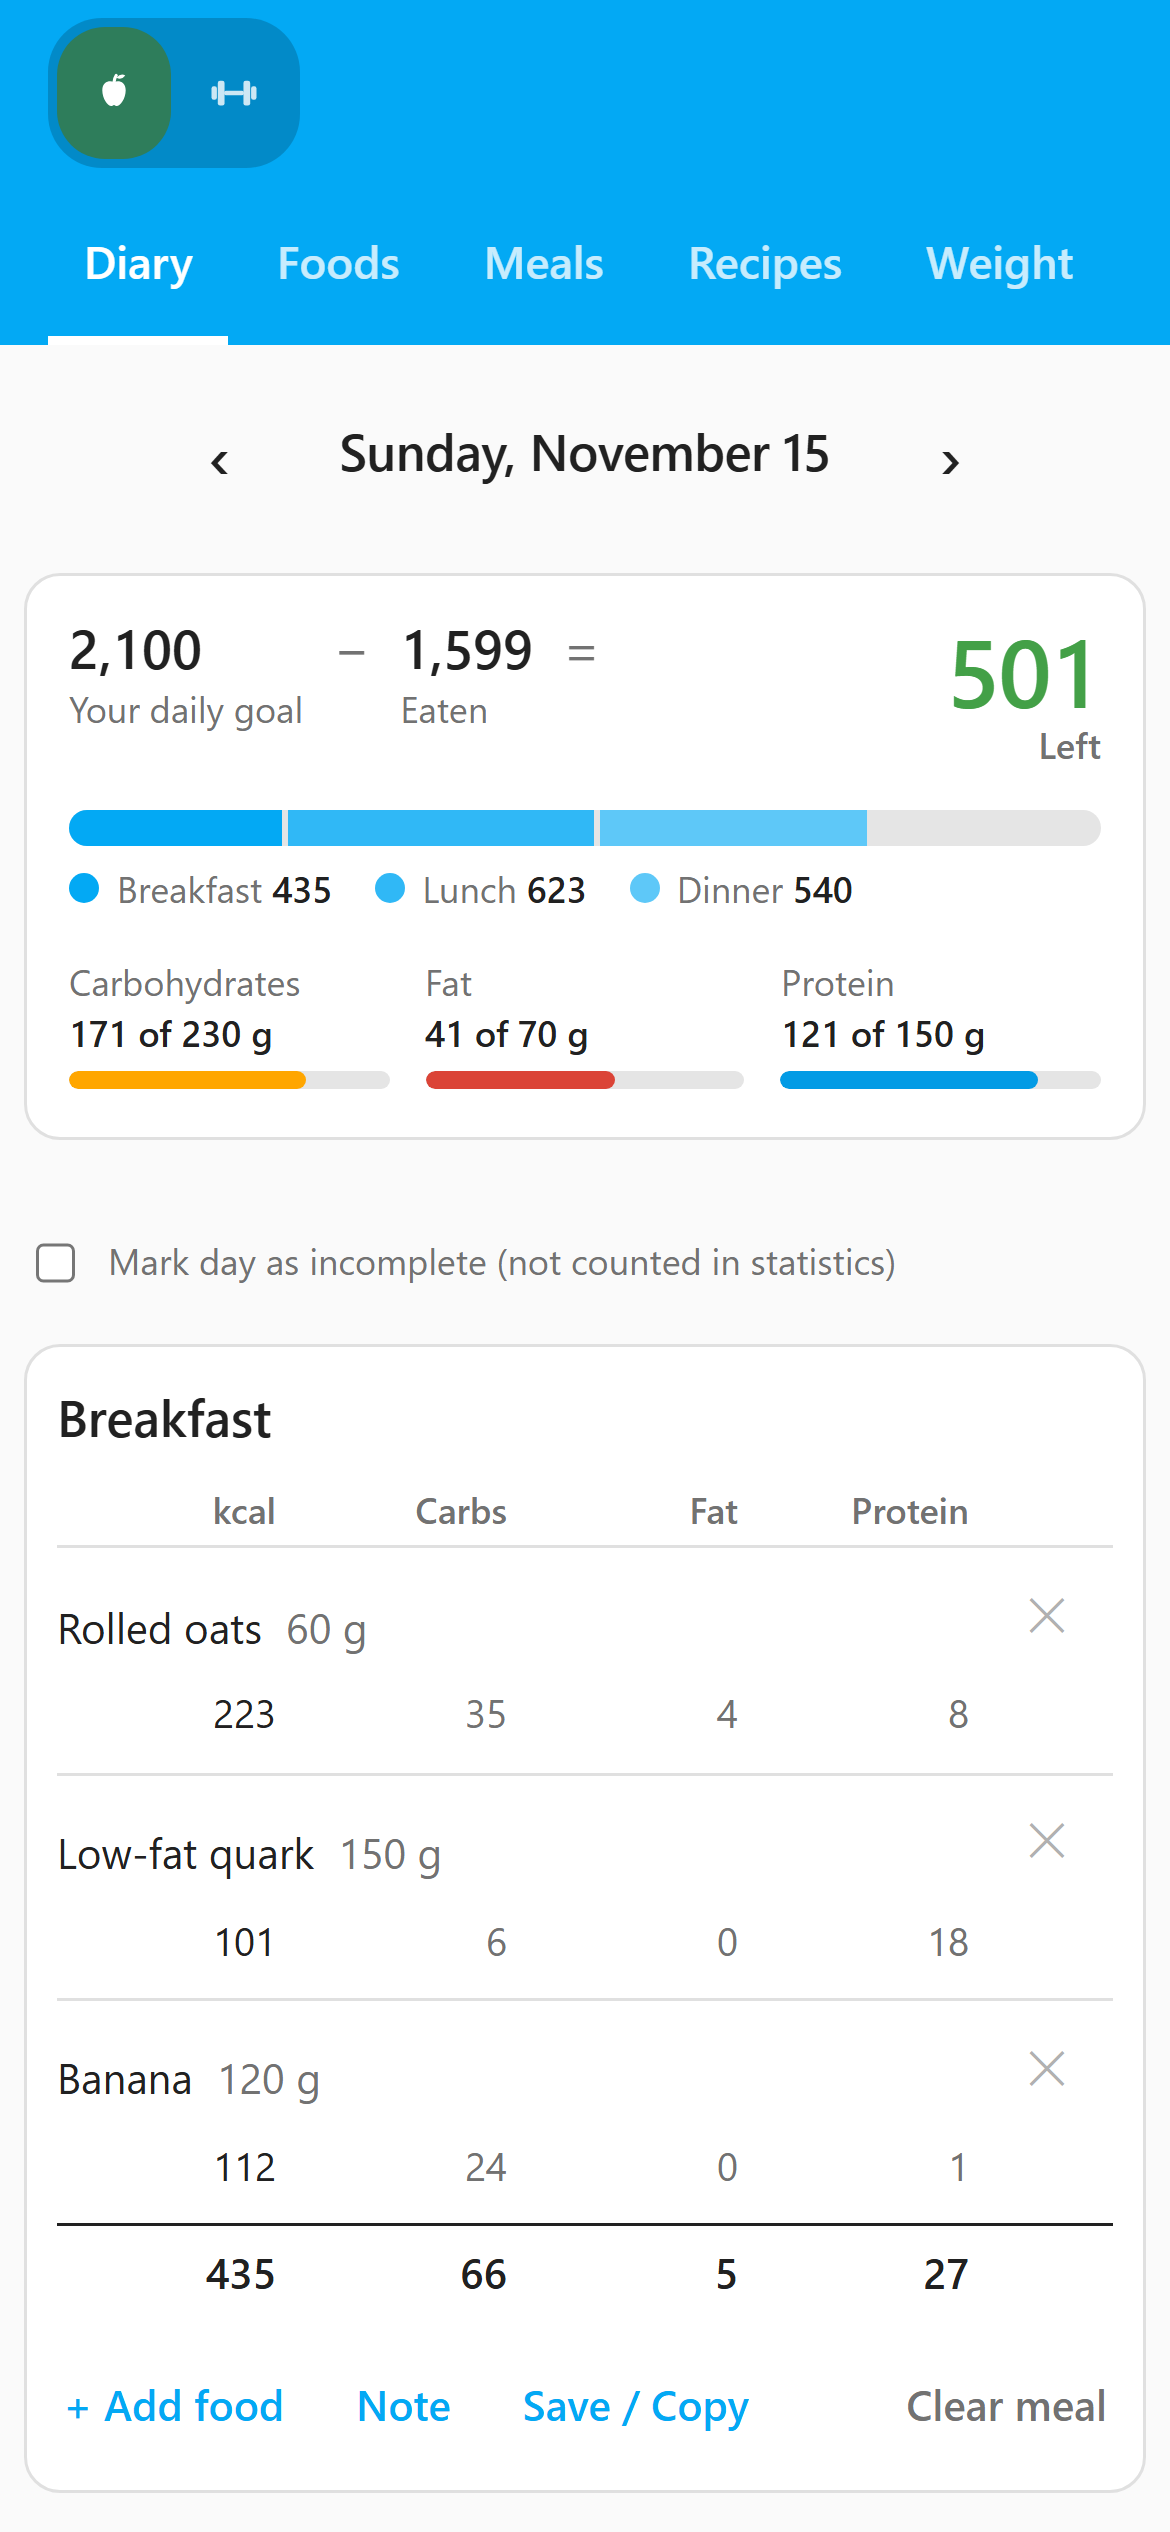 Diary Foods Meals Recipes Weight
‹ Sunday, November 15 ›
2,100 − 1,599 = 501
Your daily goal Eaten Left
Breakfast 435 Lunch 623 Dinner 540
Carbohydrates Fat Protein
171 of 230 g 41 of 70 g 121 of 150 g
Mark day as incomplete (not counted in statistics)
Breakfast
kcal Carbs Fat Protein
Rolled oats 60 g
223 35 4 8
Low-fat quark 150 g
101 6 0 18
Banana 120 g
112 24 0 1
435 66 5 27
+ Add food Note Save / Copy Clear meal